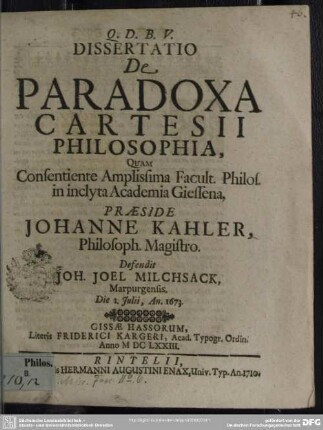 Q. D. B. V.
DISSERTATIO
De
PARADOXA
CARTESII
PHILOSOPHIA,
QUAM
Consentiente Amplissima Facult. Philos.
in inclyta Academia Giessena,
PRÆSIDE
JOHANNE KAHLER,
Philosoph. Magistro.
Defendit
JOH. JOEL MILCHSACK,
Marpurgensis.
Die 1. Julii, An. 1673.
GISSÆ HASSORUM,
Literis FRIDERICI KARGERI, Acad. Typogr. Ordin.
Anno M DC LXXIII.
RINTELII,
HERMANNI AUGUSTINI ENAX, Univ. Typ. An. 1710.
Philos.
B.